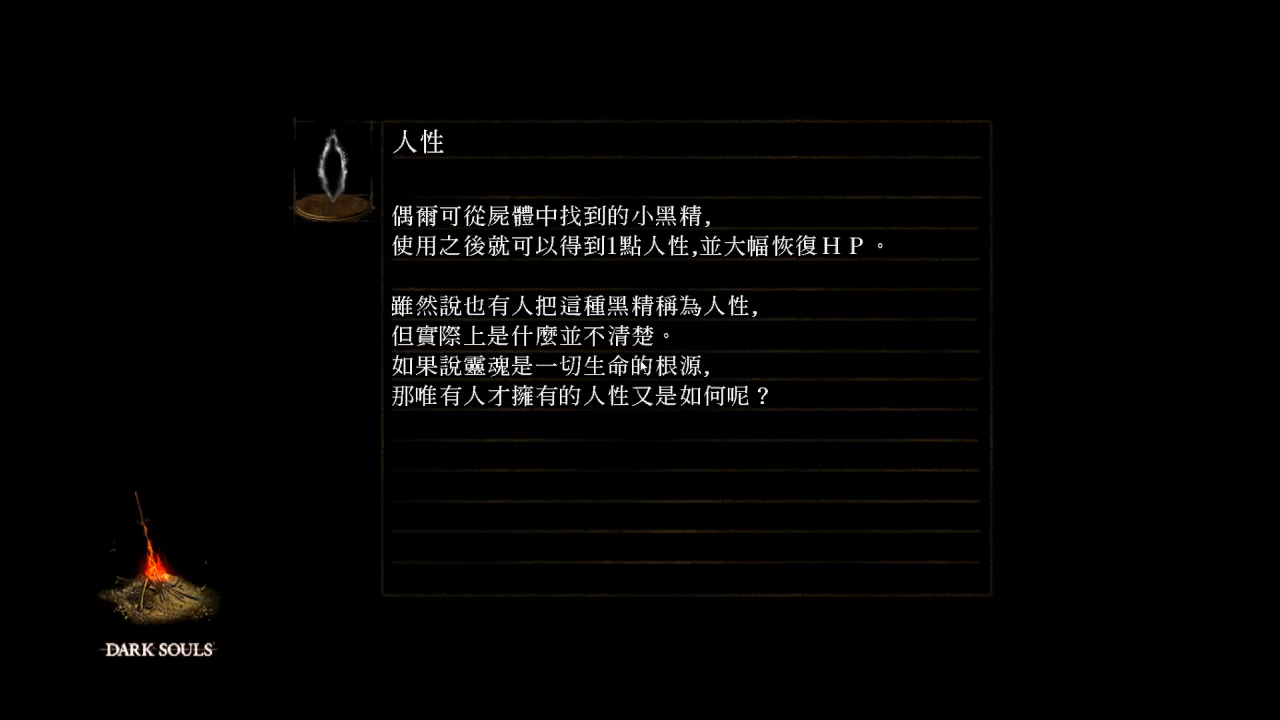 人性
偶爾可從屍體中找到的小黑精,
使用之後就可以得到1點人性,並大幅恢復ＨＰ。
雖然說也有人把這種黑精稱為人性,
但實際上是什麼並不清楚。
如果說靈魂是一切生命的根源,
那唯有人才擁有的人性又是如何呢？
DARK SOULS